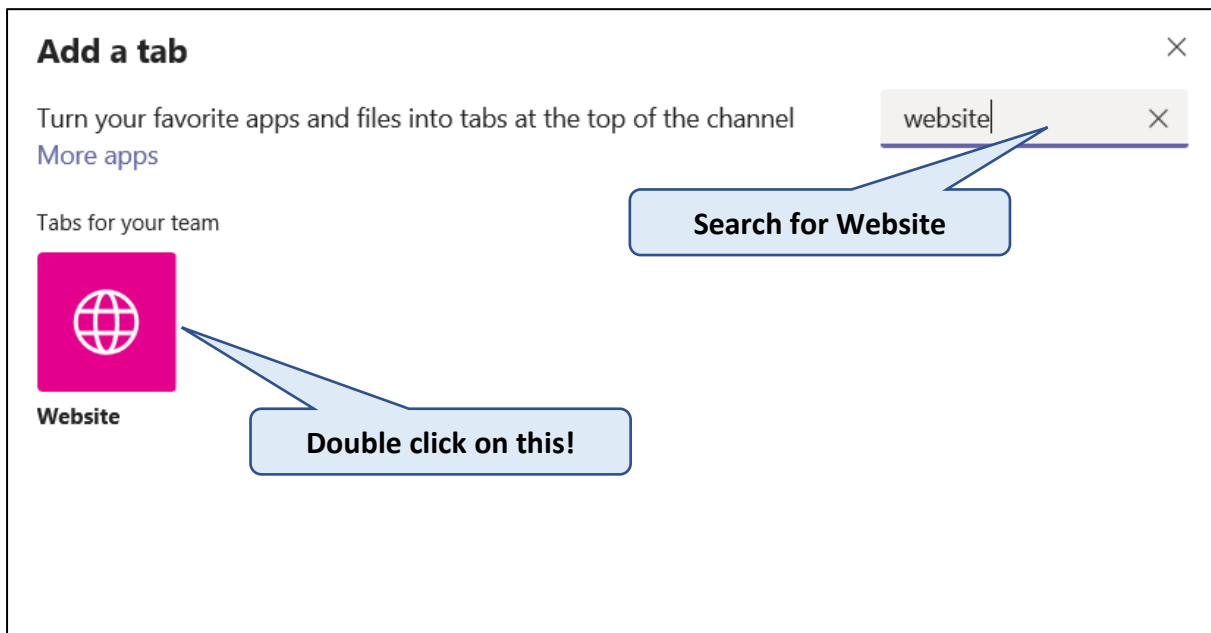 Add a tab
Turn your favorite apps and files into tabs at the top of the channel
More apps
website
Search for Website
Tabs for your team
Website
Double click on this!